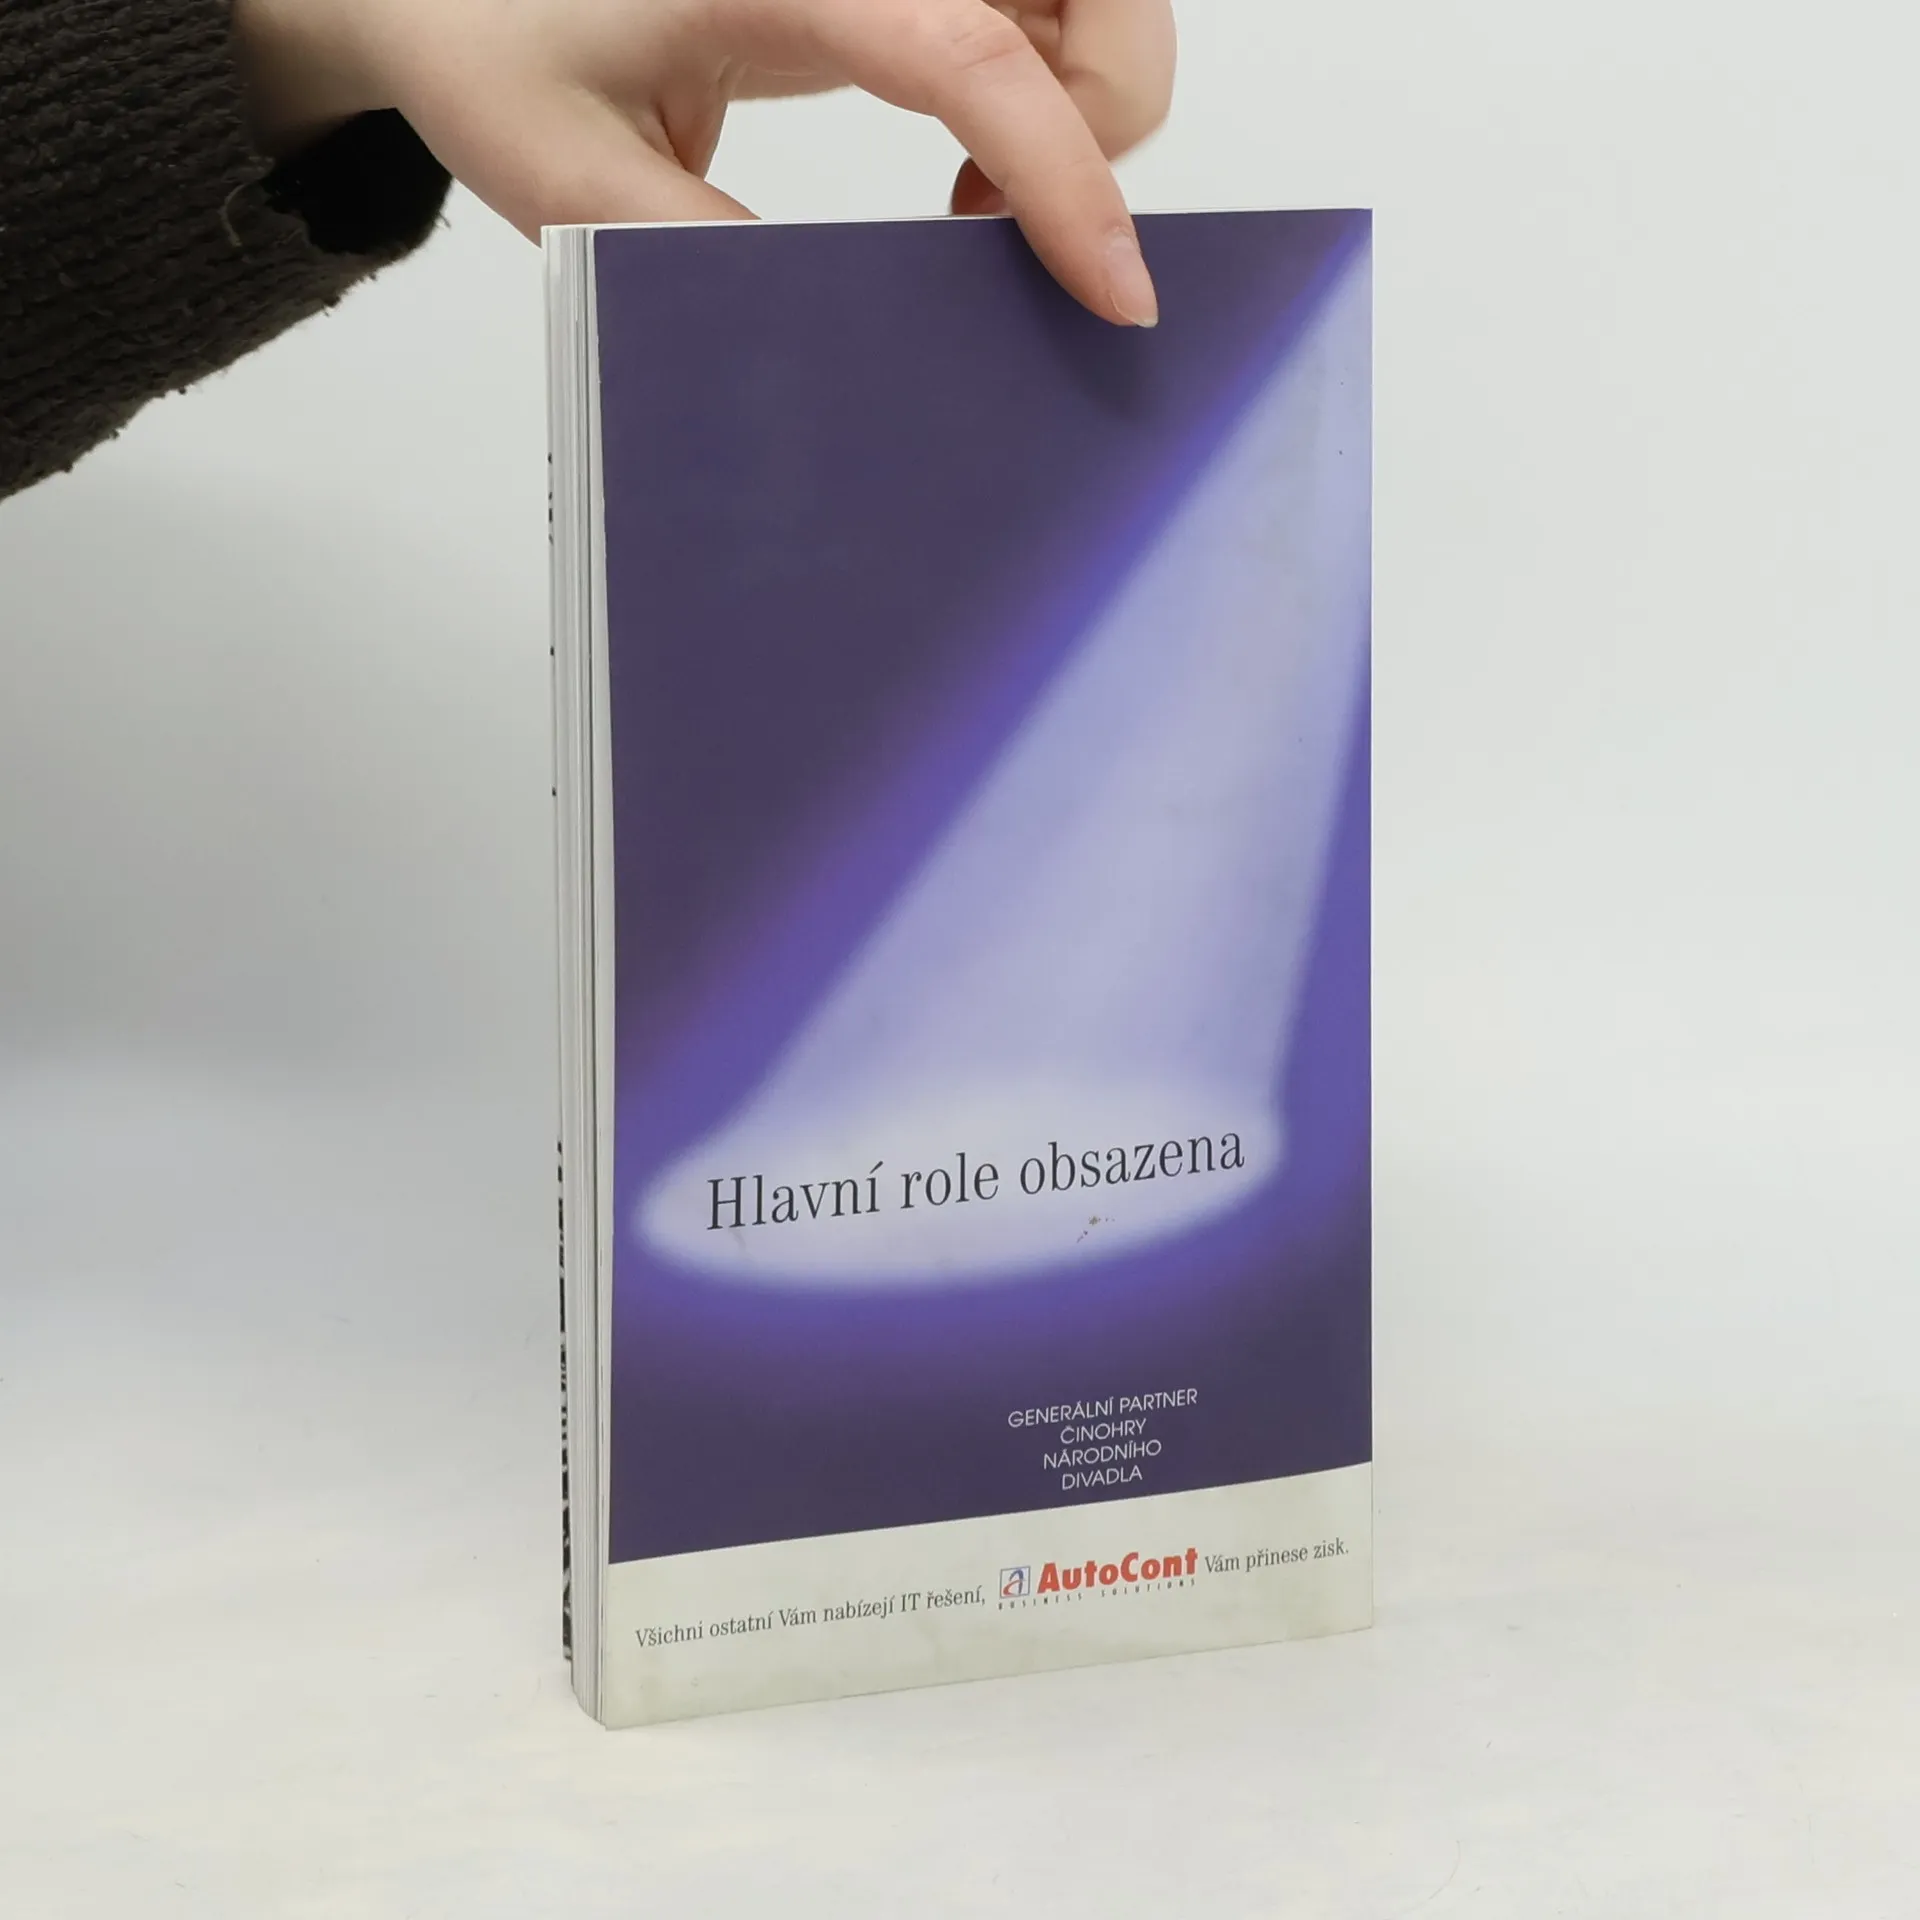 Hlavní role obsazena
GENERÁLNÍ PARTNER
ČINOHRY
NÁRODNÍHO
DIVADLA
Všichni ostatní Vám nabízejí IT řešení, a AutoCont Vám přinese zisk.
BUSINESS SOLUTIONS